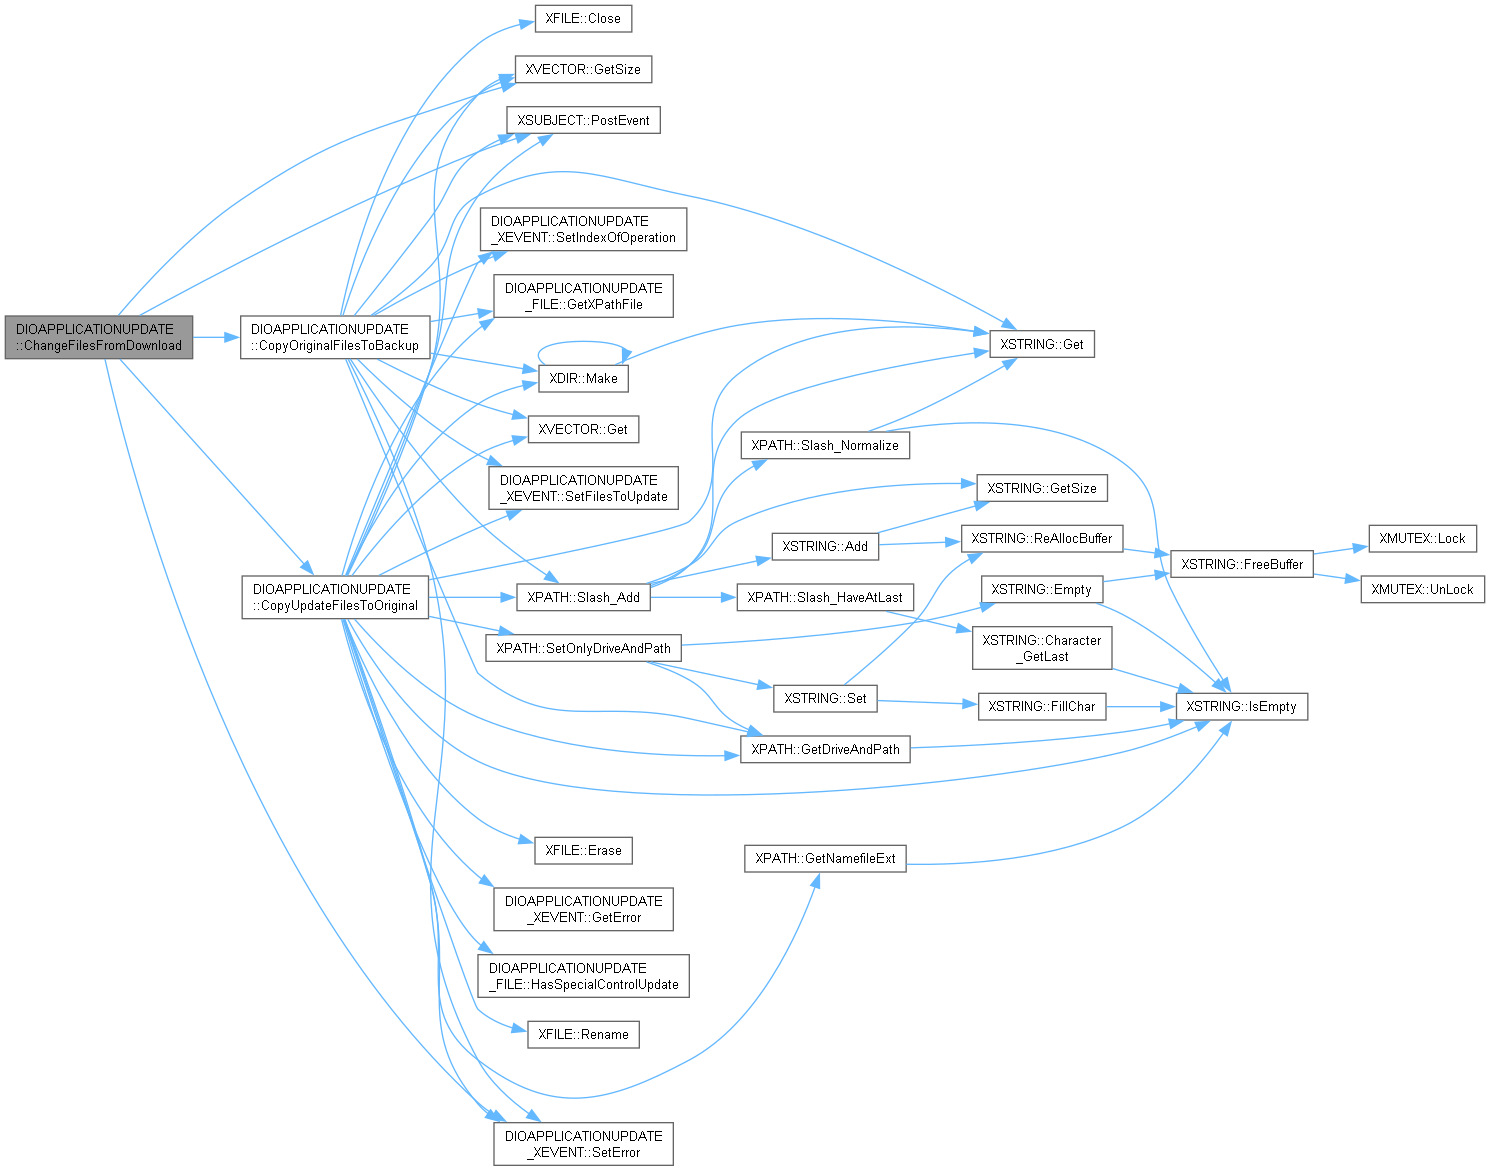 XFILE::Close
XVECTOR::GetSize
XSUBJECT::PostEvent
DIOAPPLICATIONUPDATE
_XEVENT::SetIndexOfOperation
DIOAPPLICATIONUPDATE
_FILE::GetXPathFile
DIOAPPLICATIONUPDATE
::ChangeFilesFromDownload
DIOAPPLICATIONUPDATE
::CopyOriginalFilesToBackup
XSTRING::Get
XDIR::Make
XVECTOR::Get
XPATH::Slash_Normalize
DIOAPPLICATIONUPDATE
_XEVENT::SetFilesToUpdate
XSTRING::GetSize
XSTRING::Add
XSTRING::ReAllocBuffer
XMUTEX::Lock
XSTRING::FreeBuffer
DIOAPPLICATIONUPDATE
::CopyUpdateFilesToOriginal
XPATH::Slash_Add
XPATH::Slash_HaveAtLast
XSTRING::Empty
XMUTEX::UnLock
XPATH::SetOnlyDriveAndPath
XSTRING::Character
_GetLast
XSTRING::Set
XSTRING::FillChar
XSTRING::IsEmpty
XPATH::GetDriveAndPath
XFILE::Erase
XPATH::GetNamefileExt
DIOAPPLICATIONUPDATE
_XEVENT::GetError
DIOAPPLICATIONUPDATE
_FILE::HasSpecialControlUpdate
XFILE::Rename
DIOAPPLICATIONUPDATE
_XEVENT::SetError